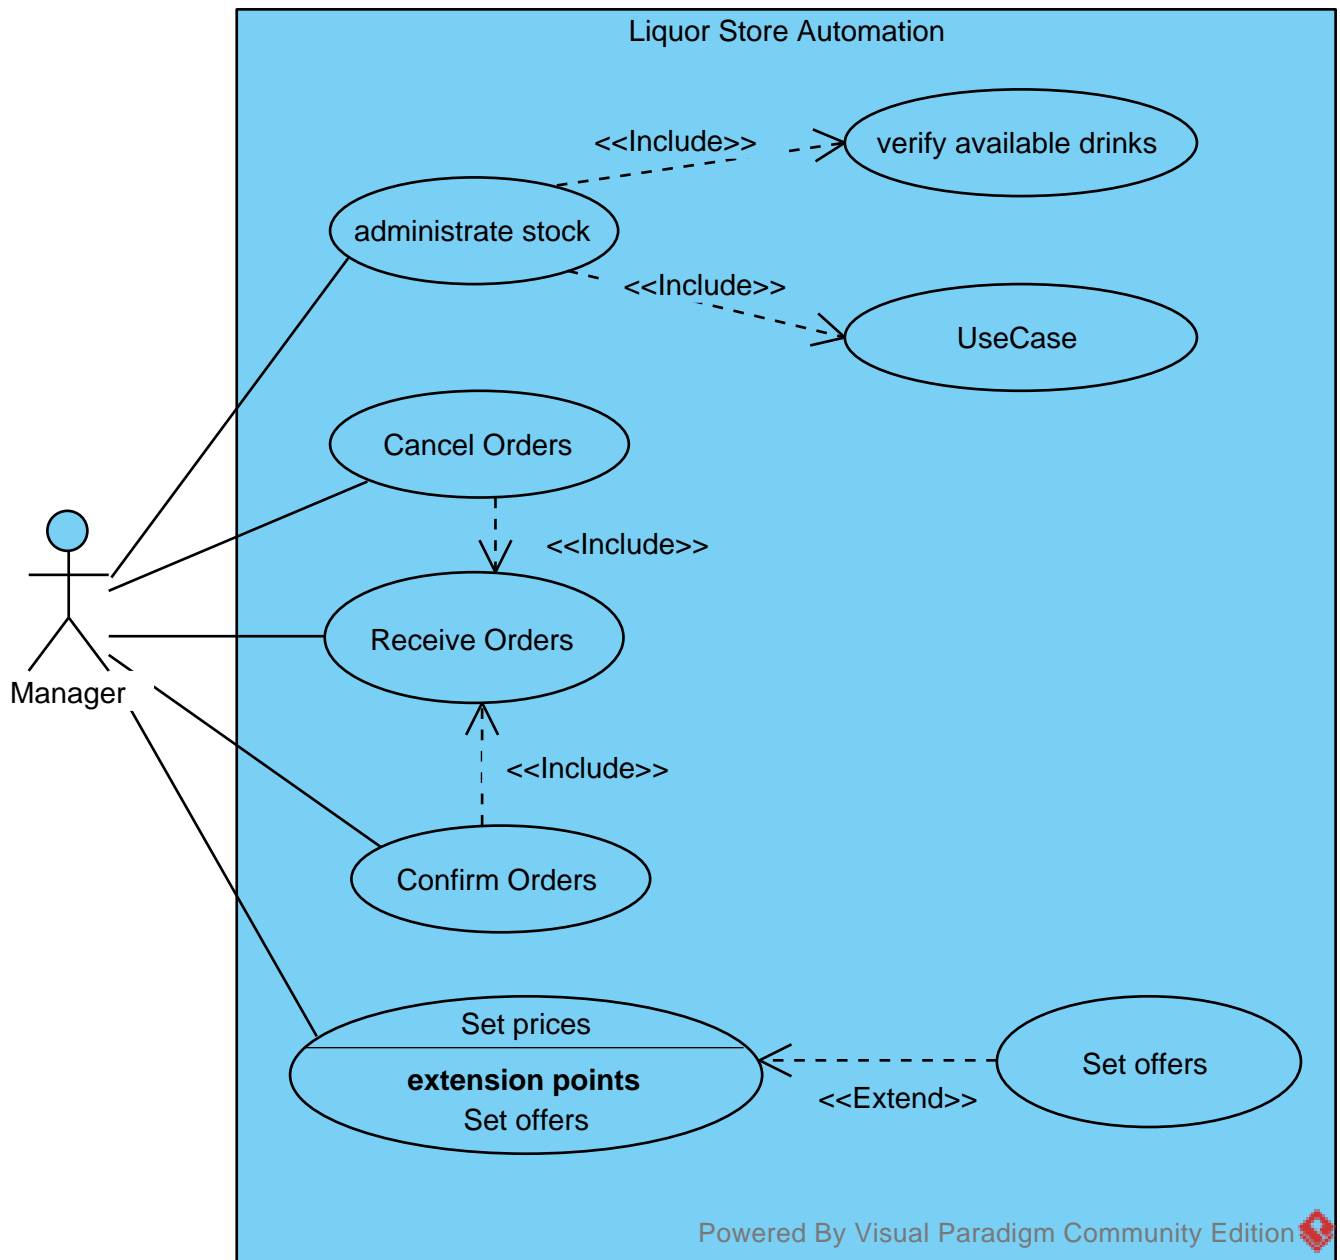 Liquor Store Automation
<<Include>>
verify available drinks
administrate stock
<<Include>>
UseCase
Cancel Orders
<<Include>>
Receive Orders
Manager
<<Include>>
Confirm Orders
Set prices
extension points
Set offers
<<Extend>>
Set offers
Powered By Visual Paradigm Community Edition